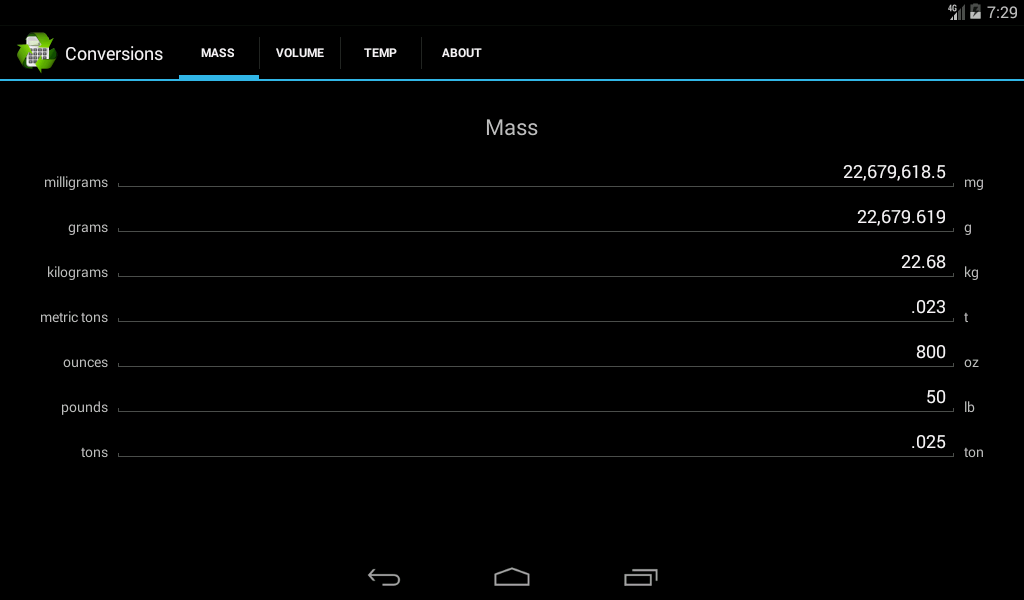 4G 7:29
Conversions MASS VOLUME TEMP ABOUT
Mass
milligrams 22,679,618.5 mg
grams 22,679.619 g
kilograms 22.68 kg
metric tons .023 t
ounces 800 oz
pounds 50 lb
tons .025 ton